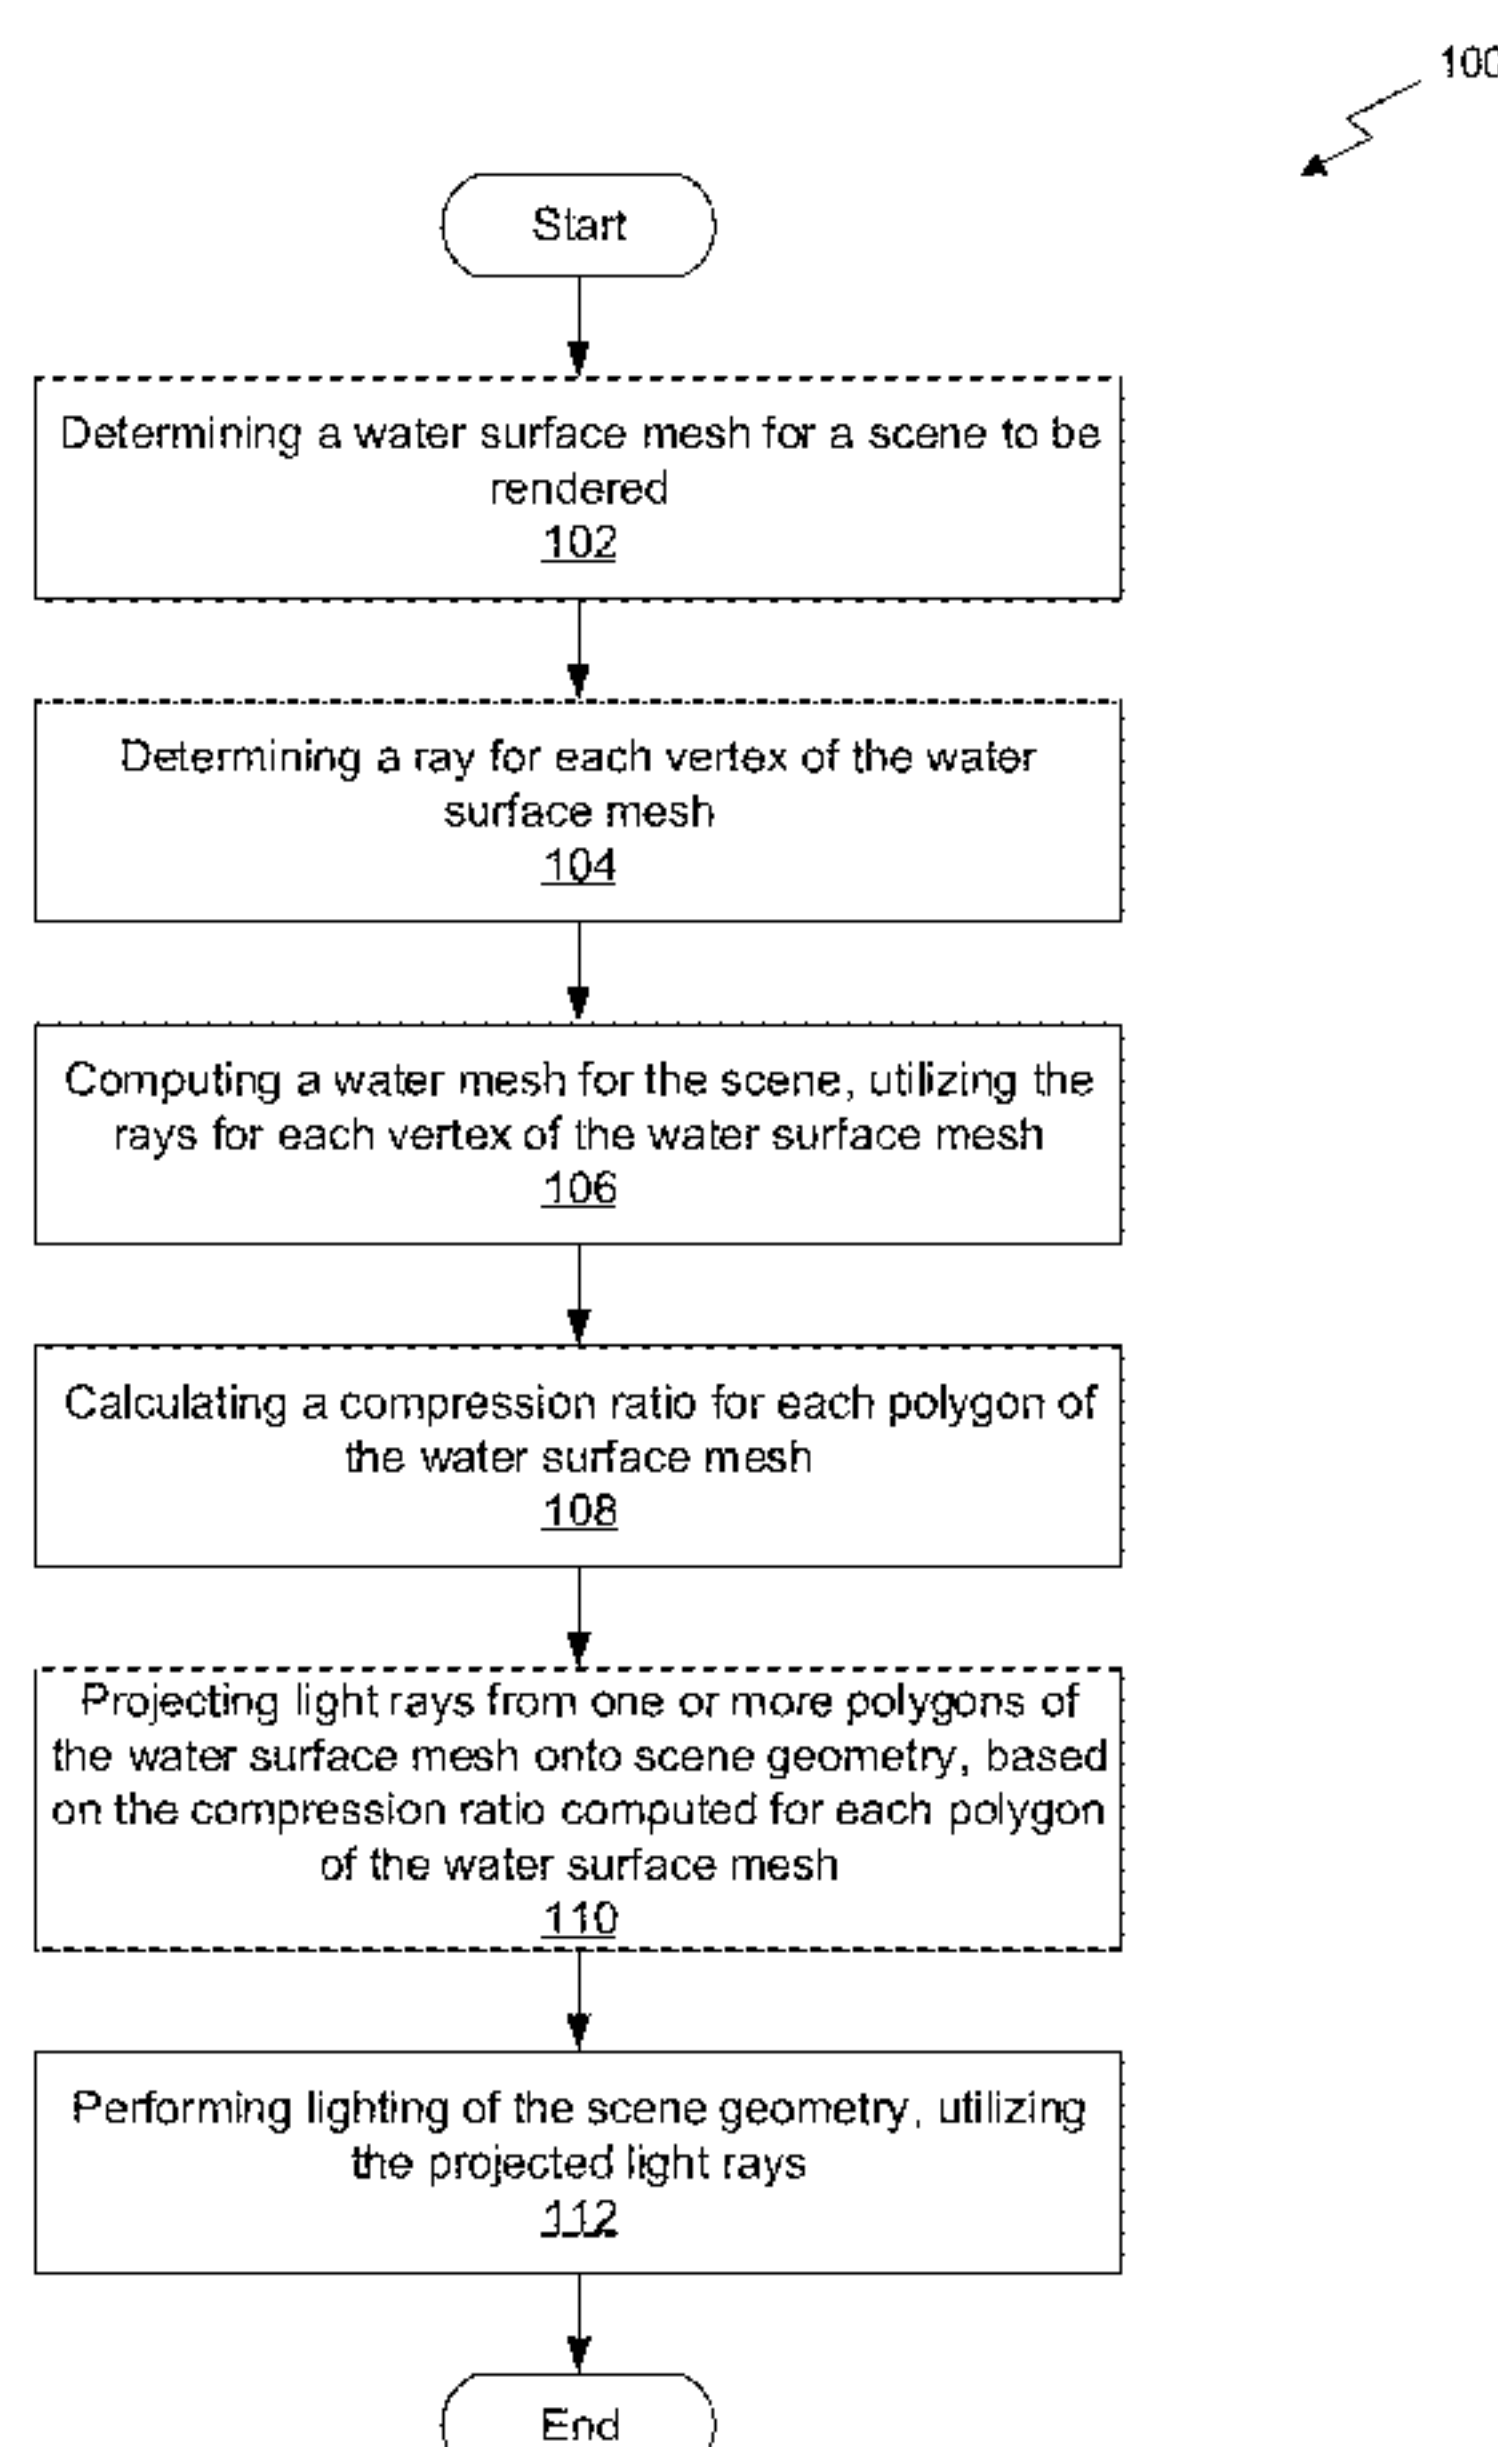 100
Start
Determining a water surface mesh for a scene to be
rendered
102
Determining a ray for each vertex of the water
surface mesh
104
Computing a water mesh for the scene, utilizing the
rays for each vertex of the water surface mesh
106
Calculating a compression ratio for each polygon of
the water surface mesh
108
Projecting light rays from one or more polygons of
the water surface mesh onto scene geometry, based
on the compression ratio computed for each polygon
of the water surface mesh
110
Performing lighting of the scene geometry, utilizing
the projected light rays
112
End